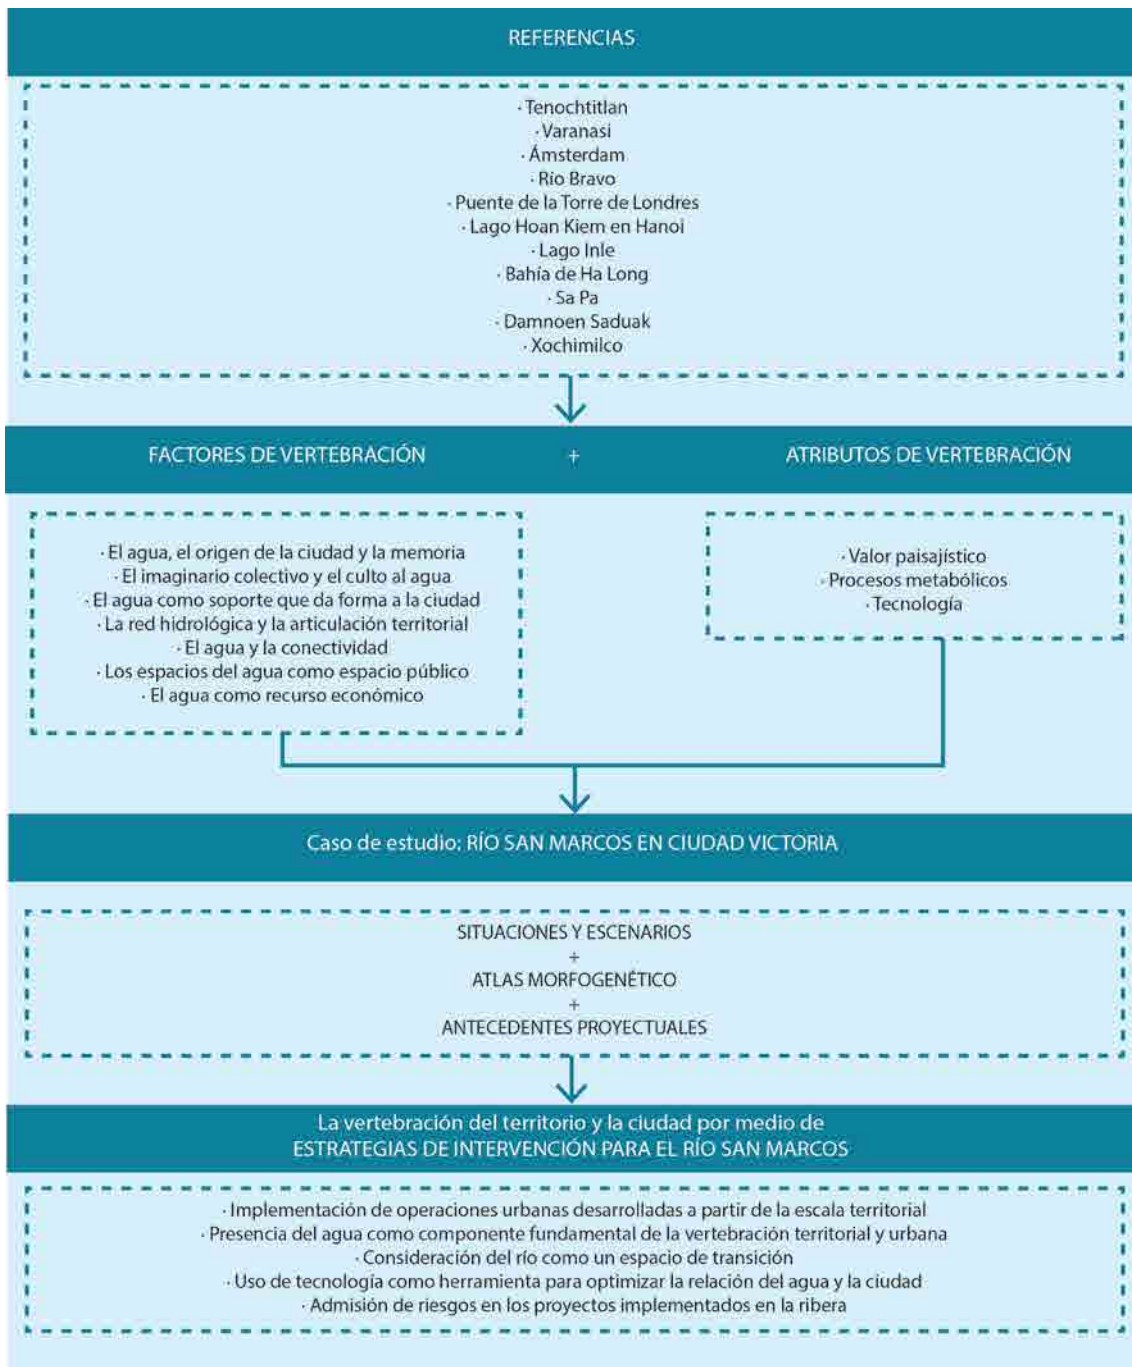 REFERENCIAS
· Tenochtitlan
· Varanasi
· Ámsterdam
· Río Bravo
· Puente de la Torre de Londres
· Lago Hoan Kiem en Hanoi
· Lago Inle
· Bahía de Ha Long
· Sa Pa
· Damnoen Saduak
· Xochimilco
FACTORES DE VERTEBRACIÓN + ATRIBUTOS DE VERTEBRACIÓN
· El agua, el origen de la ciudad y la memoria
· El imaginario colectivo y el culto al agua
· El agua como soporte que da forma a la ciudad
· La red hidrológica y la articulación territorial
· El agua y la conectividad
· Los espacios del agua como espacio público
· El agua como recurso económico
· Valor paisajístico
· Procesos metabólicos
· Tecnología
Caso de estudio: RÍO SAN MARCOS EN CIUDAD VICTORIA
SITUACIONES Y ESCENARIOS
+
ATLAS MORFOGENÉTICO
+
ANTECEDENTES PROYECTUALES
La vertebración del territorio y la ciudad por medio de
ESTRATEGIAS DE INTERVENCIÓN PARA EL RÍO SAN MARCOS
· Implementación de operaciones urbanas desarrolladas a partir de la escala territorial
· Presencia del agua como componente fundamental de la vertebración territorial y urbana
· Consideración del río como un espacio de transición
· Uso de tecnología como herramienta para optimizar la relación del agua y la ciudad
· Admisión de riesgos en los proyectos implementados en la ribera